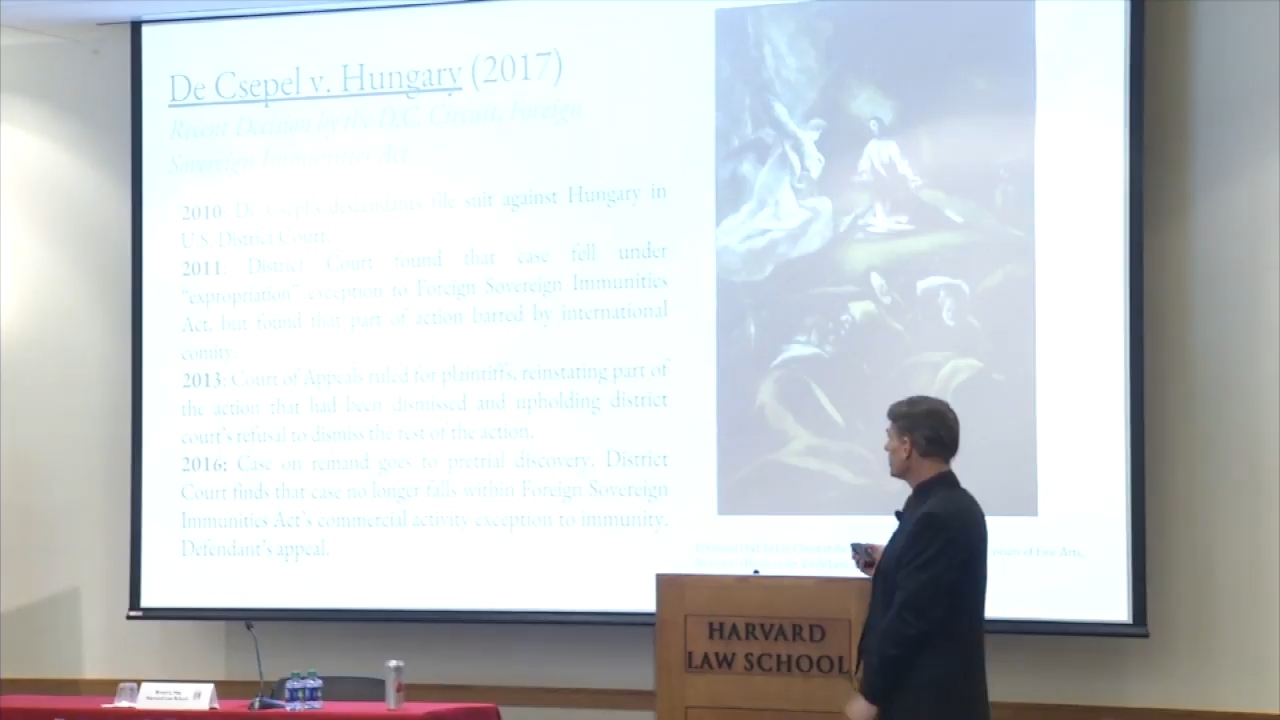 De Csepel v. Hungary (2017)
Recent Decision by the D.C. Circuit, Foreign
Sovereign Immunities Act
2010: De Csepel's descendants file suit against Hungary in
U.S. District Court.
2011: District Court found that case fell under
"expropriation" exception to Foreign Sovereign Immunities
Act, but found that part of action barred by international
comity
2013: Court of Appeals ruled for plaintiffs, reinstating part of
the action that had been dismissed and upholding district
court's refusal to dismiss the rest of the action.
2016: Case on remand goes to pretrial discovery. District
Court finds that case no longer falls within Foreign Sovereign
Immunities Act's commercial activity exception to immunity.
Defendant's appeal.
HARVARD
LAW SCHOOL